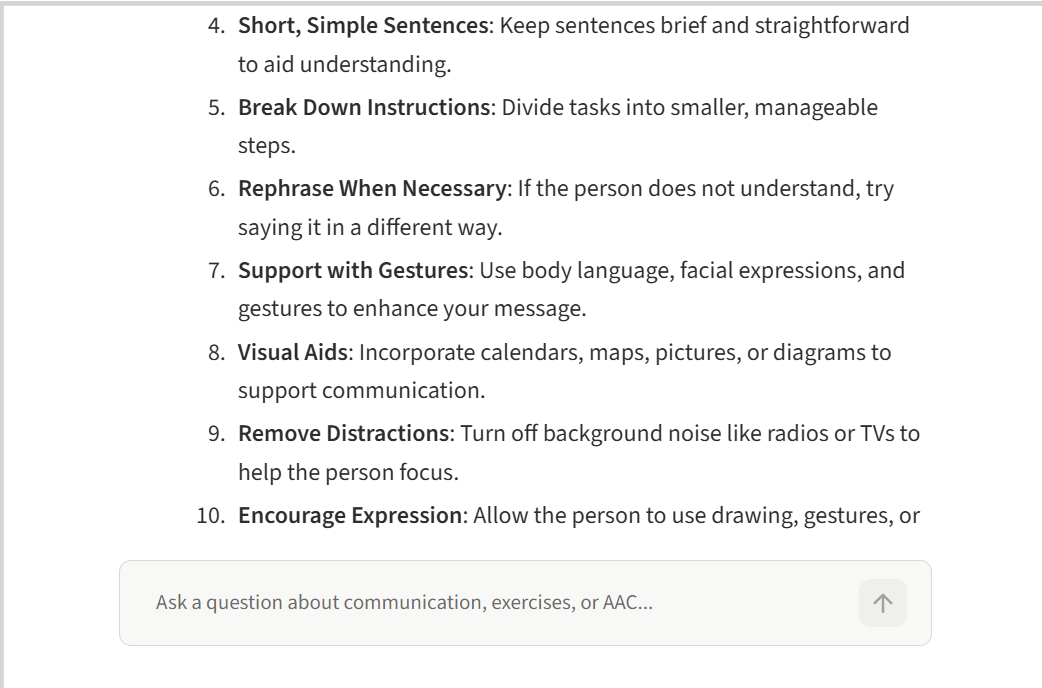 4. Short, Simple Sentences: Keep sentences brief and straightforward
to aid understanding.
5. Break Down Instructions: Divide tasks into smaller, manageable
steps.
6. Rephrase When Necessary: If the person does not understand, try
saying it in a different way.
7. Support with Gestures: Use body language, facial expressions, and
gestures to enhance your message.
8. Visual Aids: Incorporate calendars, maps, pictures, or diagrams to
support communication.
9. Remove Distractions: Turn off background noise like radios or TVs to
help the person focus.
10. Encourage Expression: Allow the person to use drawing, gestures, or
Ask a question about communication, exercises, or AAC...